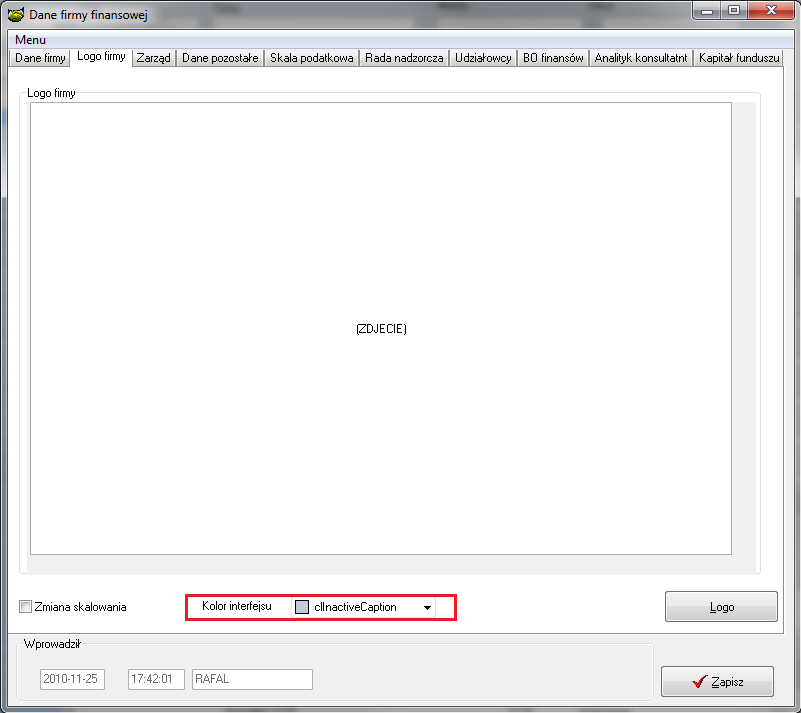 Dane firmy finansowej
Menu
Dane firmy Logo firmy Zarząd Dane pozostałe Skala podatkowa Rada nadzorcza Udziałowcy BO finansów Analityk konsultatnt Kapitał funduszu
Logo firmy
(ZDJECIE)
Zmiana skalowania Kolor interfejsu clInactiveCaption Logo
Wprowadził
2010-11-25 17:42:01 RAFAL Zapisz